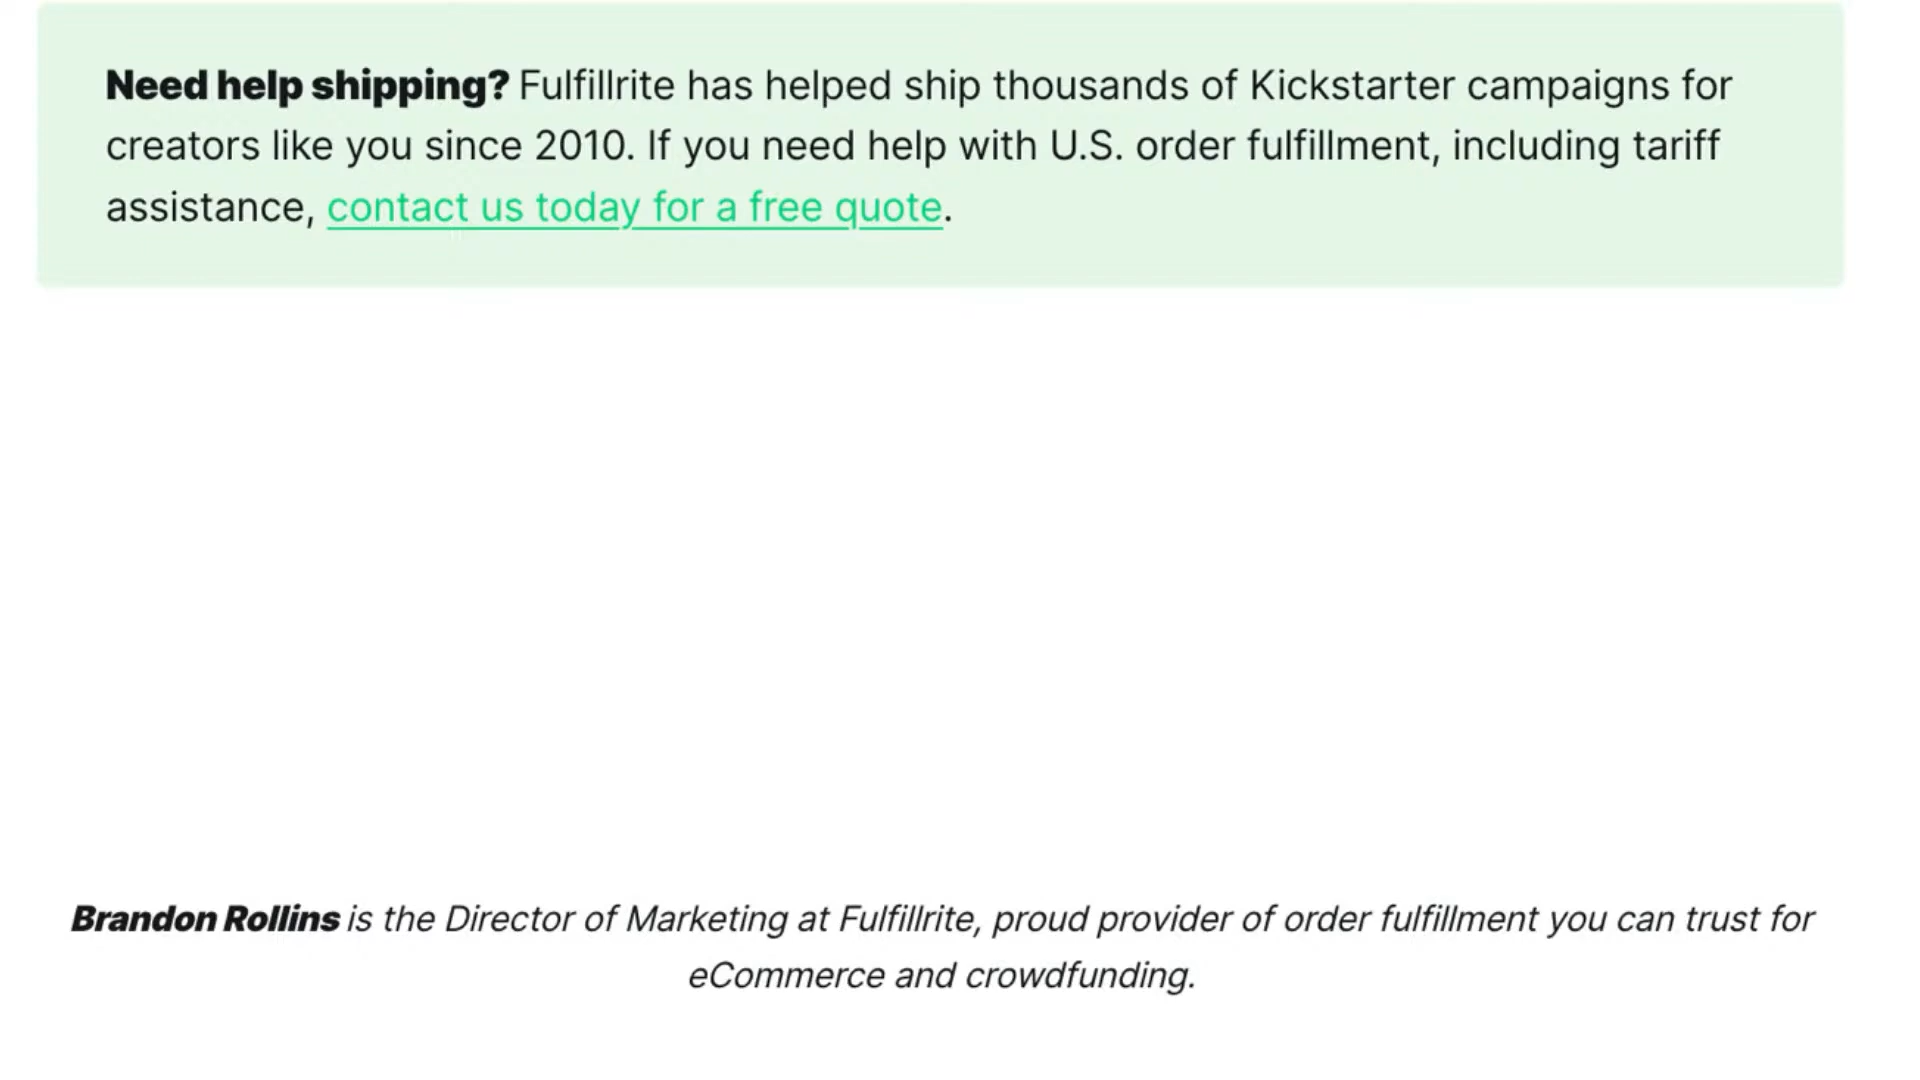 Need help shipping? Fulfillrite has helped ship thousands of Kickstarter campaigns for
creators like you since 2010. If you need help with U.S. order fulfillment, including tariff
assistance, contact us today for a free quote.
Brandon Rollins is the Director of Marketing at Fulfillrite, proud provider of order fulfillment you can trust for
eCommerce and crowdfunding.